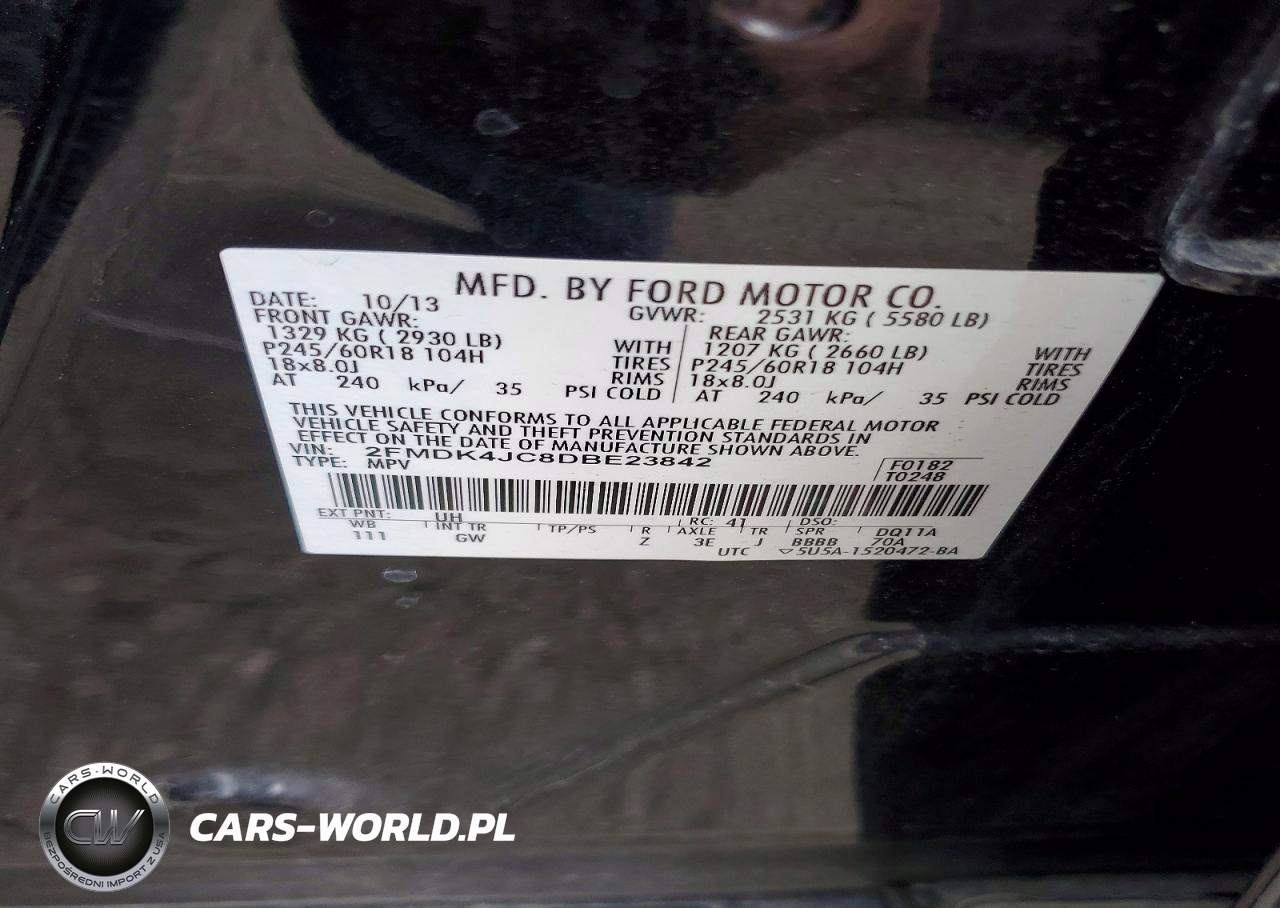 MFD. BY FORD MOTOR CO.
DATE: 10/13 GVWR: 2531 KG ( 5580 LB)
FRONT GAWR: REAR GAWR:
1329 KG ( 2930 LB) WITH 1207 KG ( 2660 LB) WITH
P245/60R18 104H TIRES P245/60R18 104H TIRES
18x8.0J RIMS 18x8.0J RIMS
AT 240 kPa/ 35 PSI COLD AT 240 kPa/ 35 PSI COLD
THIS VEHICLE CONFORMS TO ALL APPLICABLE FEDERAL MOTOR
VEHICLE SAFETY AND THEFT PREVENTION STANDARDS IN
EFFECT ON THE DATE OF MANUFACTURE SHOWN ABOVE.
VIN: 2FMDK4JC8DBE23842
TYPE: MPV
F0182
T024B
EXT PNT: UH RC: 41 DSO:
WB INT TR TP/PS R AXLE TR SPR DQ11A
111 GW Z 3E J BBBB 70A
UTC ▽5U5A-1520472-BA
CARS-WORLD
CW
BEZPOŚREDNI IMPORT Z USA
CARS-WORLD.PL